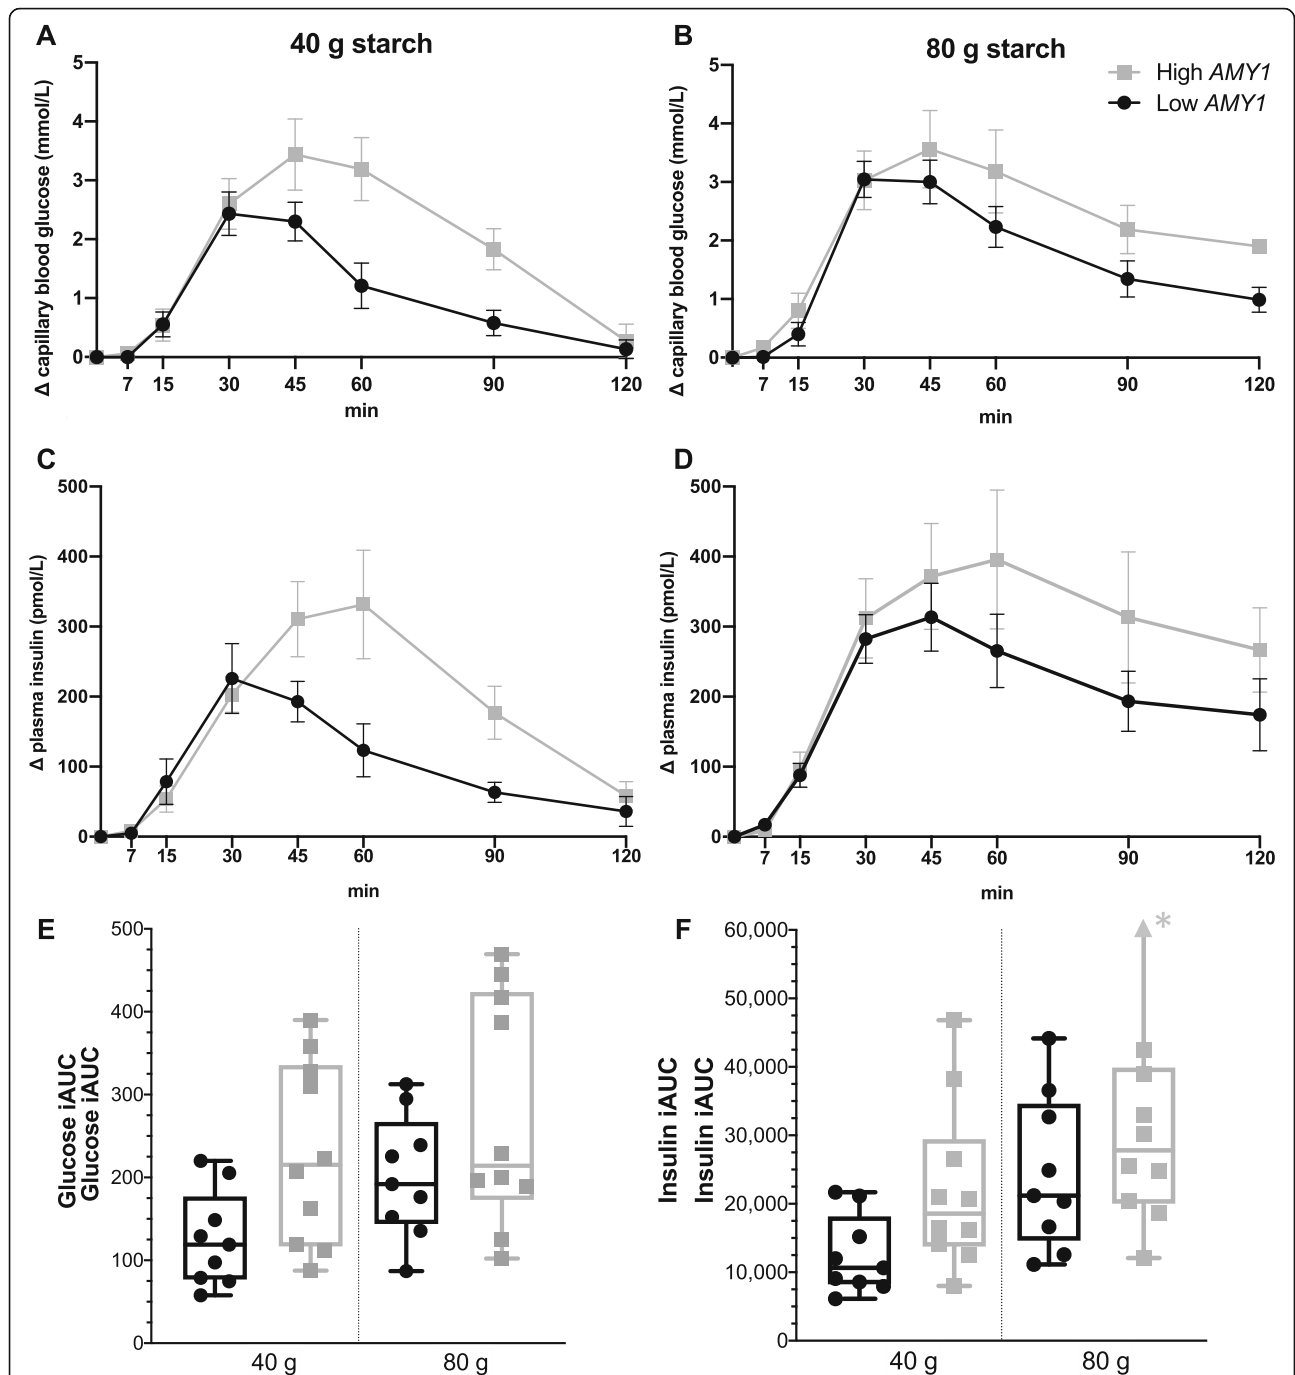 A
40 g starch
B
80 g starch
High AMY1
Low AMY1
Δ capillary blood glucose (mmol/L)
5
4
3
2
1
0
7 15 30 45 60 90 120
min
Δ capillary blood glucose (mmol/L)
5
4
3
2
1
0
7 15 30 45 60 90 120
min
C
Δ plasma insulin (pmol/L)
500
400
300
200
100
0
7 15 30 45 60 90 120
min
D
Δ plasma insulin (pmol/L)
500
400
300
200
100
0
7 15 30 45 60 90 120
min
E
Glucose iAUC
Glucose iAUC
500
400
300
200
100
0
40 g 80 g
F
Insulin iAUC
Insulin iAUC
60,000
50,000
40,000
30,000
20,000
10,000
0
*
40 g 80 g